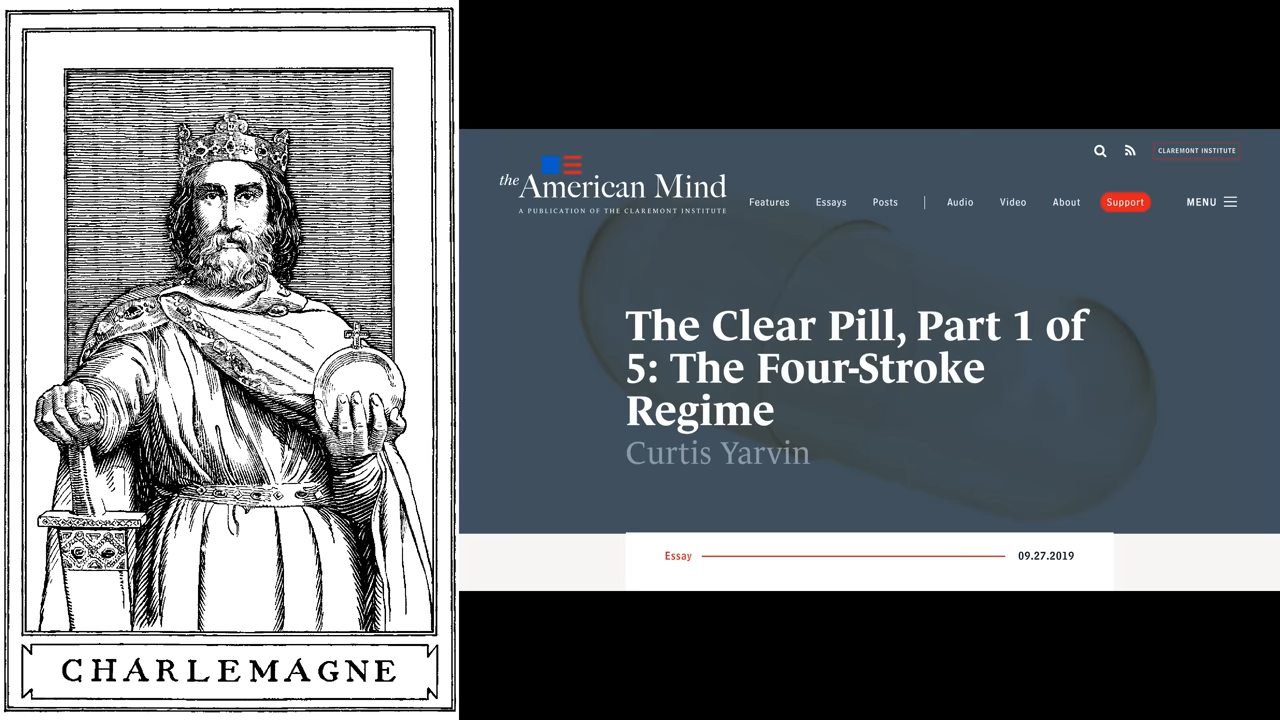 CHARLEMAGNE
CLAREMONT INSTITUTE
the American Mind
A PUBLICATION OF THE CLAREMONT INSTITUTE
Features Essays Posts Audio Video About Support MENU
The Clear Pill, Part 1 of
5: The Four-Stroke
Regime
Curtis Yarvin
Essay 09.27.2019